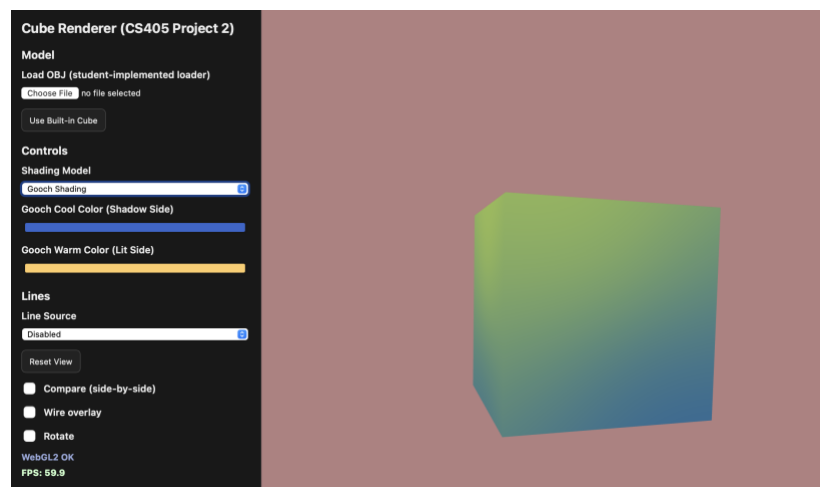 Cube Renderer (CS405 Project 2)
Model
Load OBJ (student-implemented loader)
Choose File no file selected
Use Built-in Cube
Controls
Shading Model
Gooch Shading
Gooch Cool Color (Shadow Side)
Gooch Warm Color (Lit Side)
Lines
Line Source
Disabled
Reset View
Compare (side-by-side)
Wire overlay
Rotate
WebGL2 OK
FPS: 59.9